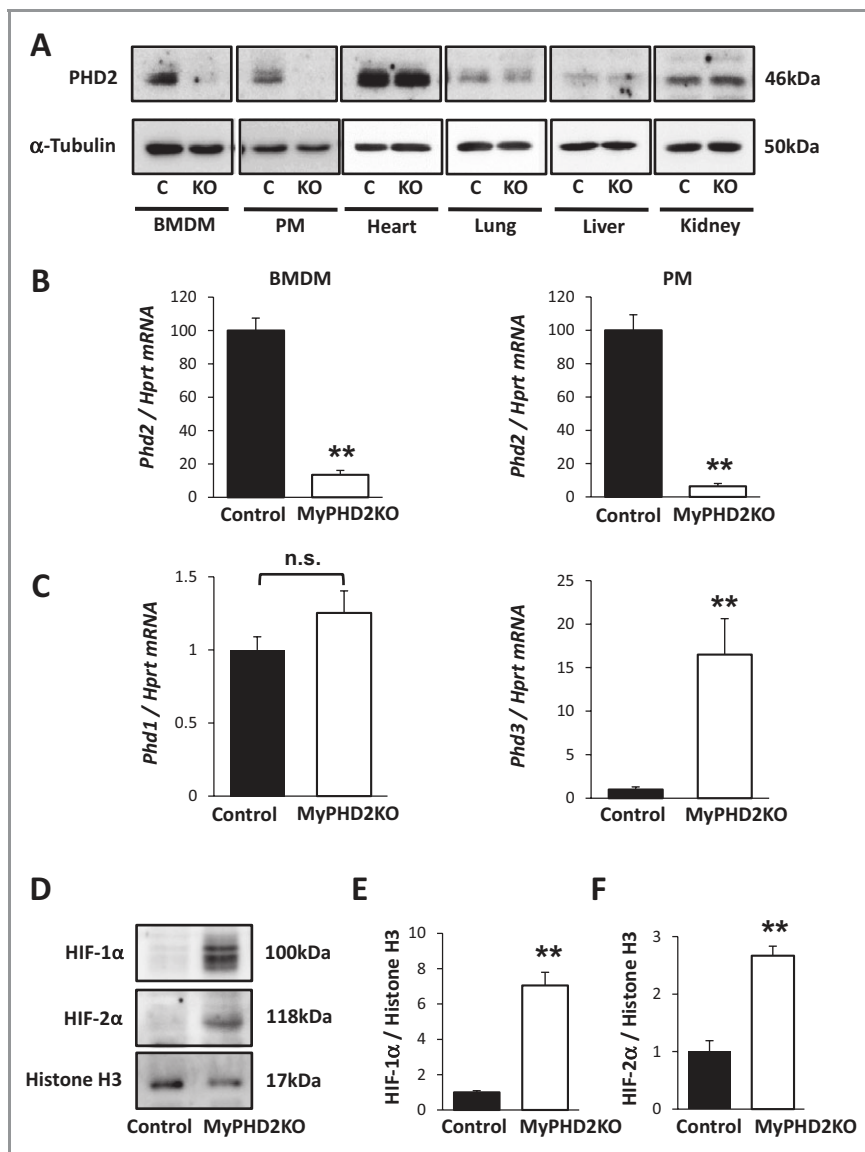 A
PHD2
46kDa
α-Tubulin
50kDa
C KO C KO C KO C KO C KO C KO
BMDM PM Heart Lung Liver Kidney
B
BMDM
Phd2 / Hprt mRNA
120
100
80
60
40
20
0
**
Control MyPHD2KO
PM
Phd2 / Hprt mRNA
120
100
80
60
40
20
0
**
Control MyPHD2KO
C
Phd1 / Hprt mRNA
1.5
1
0.5
0
n.s.
Control MyPHD2KO
Phd3 / Hprt mRNA
25
20
15
10
5
0
**
Control MyPHD2KO
D
HIF-1α 100kDa
HIF-2α 118kDa
Histone H3 17kDa
Control MyPHD2KO
E
HIF-1α / Histone H3
10
8
6
4
2
0
**
Control MyPHD2KO
F
HIF-2α / Histone H3
3
2
1
0
**
Control MyPHD2KO